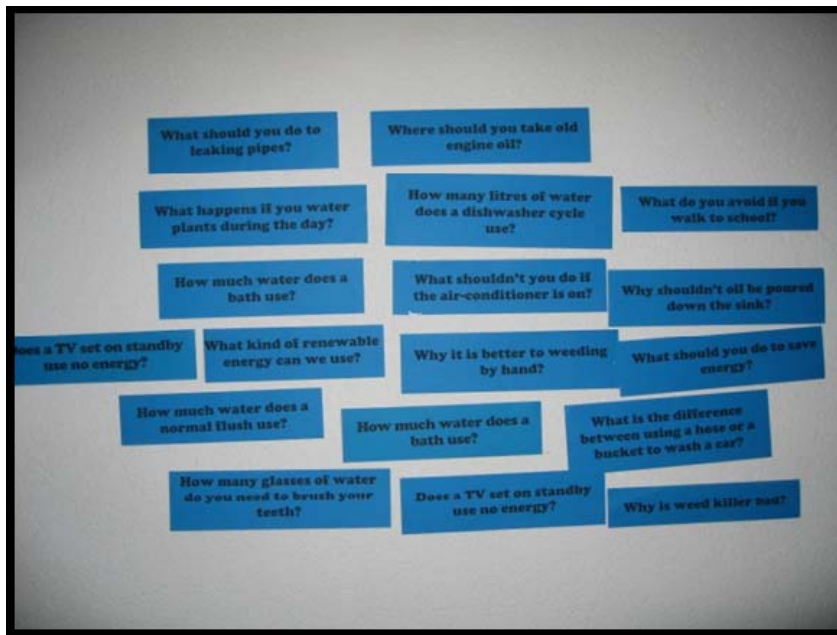 What should you do to
leaking pipes?
Where should you take old
engine oil?
What happens if you water
plants during the day?
How many litres of water
does a dishwasher cycle
use?
What do you avoid if you
walk to school?
How much water does a
bath use?
What shouldn't you do if
the air-conditioner is on?
Why shouldn't oil be poured
down the sink?
Does a TV set on standby
use no energy?
What kind of renewable
energy can we use?
Why it is better to weeding
by hand?
What should you do to save
energy?
How much water does a
normal flush use?
How much water does a
bath use?
What is the difference
between using a hose or a
bucket to wash a car?
How many glasses of water
do you need to brush your
teeth?
Does a TV set on standby
use no energy?
Why is weed killer bad?